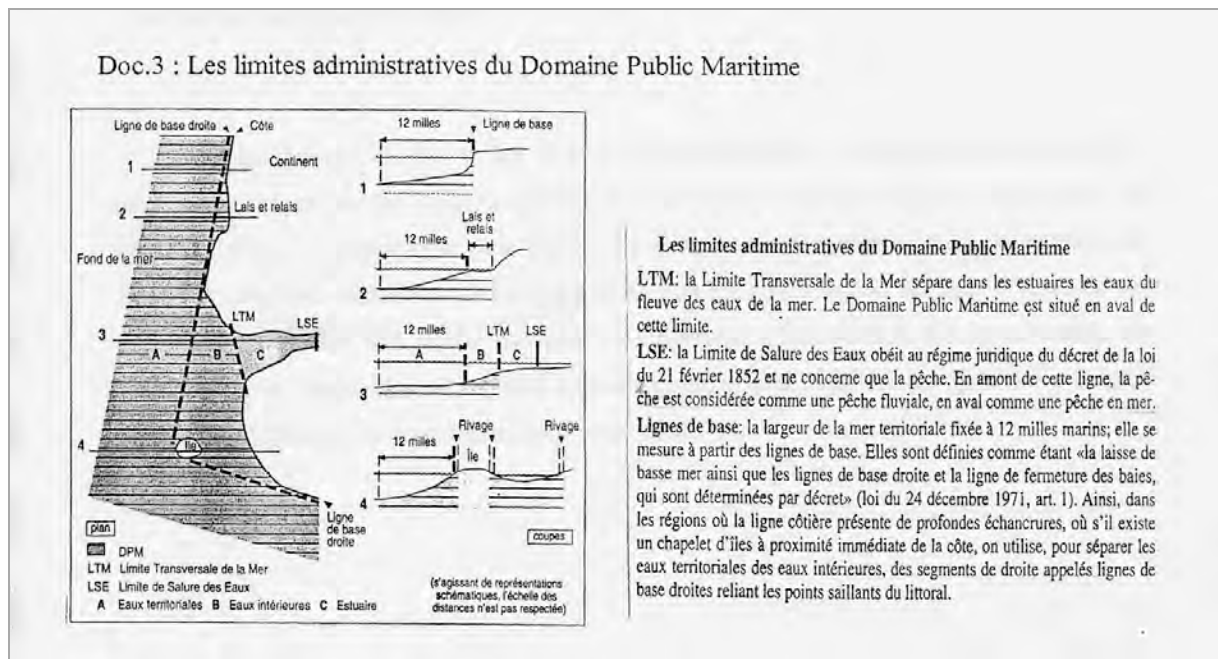 Doc.3 : Les limites administratives du Domaine Public Maritime
Ligne de base droite
Côte
1
Continent
2
Lais et relais
Fond de la mer
LTM
LSE
3
A
B
C
4
Ile
Ligne
de base
droite
plan
DPM
LTM Limite Transversale de la Mer
LSE Limite de Salure des Eaux
A Eaux territoriales B Eaux intérieures C Estuaire
12 milles
Ligne de base
1
Lais et
relais
12 milles
2
12 milles
LTM
LSE
A
B
C
3
12 milles
Rivage
Île
Rivage
4
coupes
(s'agissant de représentations
schématiques, l'échelle des
distances n'est pas respectée)
Les limites administratives du Domaine Public Maritime
LTM: la Limite Transversale de la Mer sépare dans les estuaires les eaux du
fleuve des eaux de la mer. Le Domaine Public Maritime est situé en aval de
cette limite.
LSE: la Limite de Salure des Eaux obéit au régime juridique du décret de la loi
du 21 février 1852 et ne concerne que la pêche. En amont de cette ligne, la pê-
che est considérée comme une pêche fluviale, en aval comme une pêche en mer.
Lignes de base: la largeur de la mer territoriale fixée à 12 milles marins; elle se
mesure à partir des lignes de base. Elles sont définies comme étant «la laisse de
basse mer ainsi que les lignes de base droite et la ligne de fermeture des baies,
qui sont déterminées par décret» (loi du 24 décembre 1971, art. 1). Ainsi, dans
les régions où la ligne côtière présente de profondes échancrures, où s'il existe
un chapelet d'îles à proximité immédiate de la côte, on utilise, pour séparer les
eaux territoriales des eaux intérieures, des segments de droite appelés lignes de
base droites reliant les points saillants du littoral.